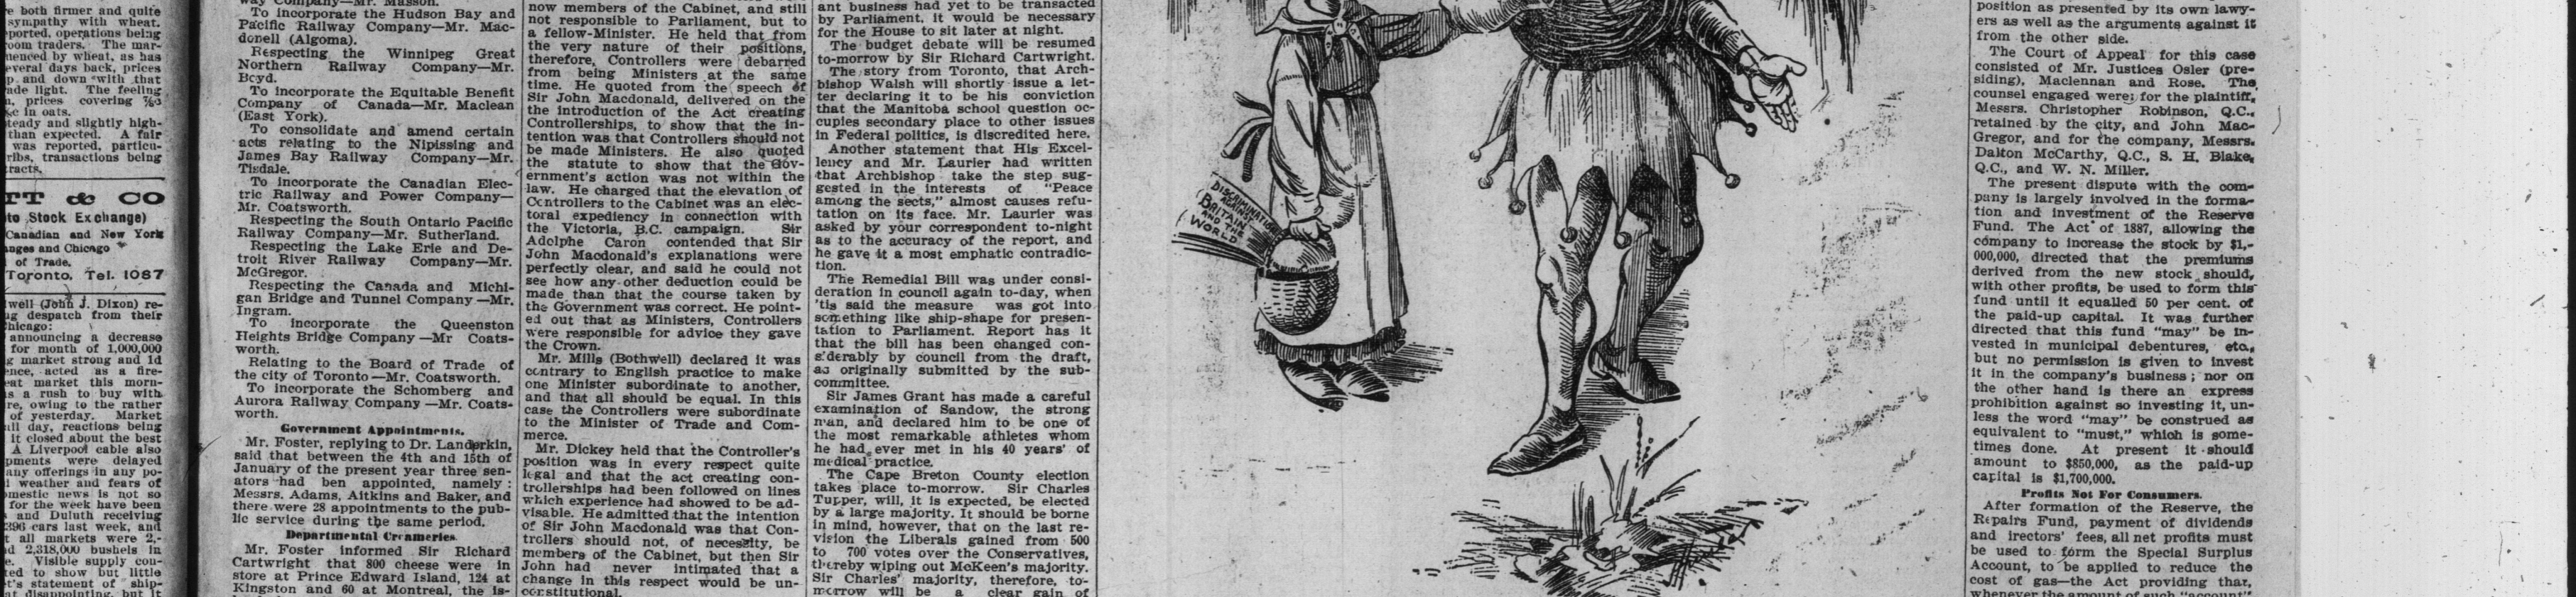 e both firmer and quite
sympathy with wheat.
ported, operations being
oom traders. The mar-
nenced by wheat, as has
everal days back, prices
p and down with that
ade light. The feeling
prices covering 7/8@
c in oats.
teady and slightly high-
than expected. A fair
was reported, particu-
ribs, transactions being
tracts.
TT & CO
to Stock Exchange)
Canadian and New York
anges and Chicago
of Trade.
Toronto. Tel. 1087
well (John J. Dixon) re-
g despatch from their
hicago:
announcing a decrease
for month of 1,000,000
g market strong and 1d
ence, acted as a fire-
eat market this morn-
s a rush to buy with
re, owing to the rather
of yesterday. Market
all day, reactions being
it closed about the best
A Liverpool cable also
pments were delayed
any offerings in any po-
weather and fears of
omestic news is not so
for the week have been
and Duluth receiving
396 cars last week, and
t all markets were 2,-
d 2,318,000 bushels in
e. Visible supply cou-
ted to show but little
t's statement of ship-
at disappointing, but it
way Company—Mr. Masson.
To incorporate the Hudson Bay and
Pacific Railway Company—Mr. Mac-
donell (Algoma).
Respecting the Winnipeg Great
Northern Railway Company—Mr.
Boyd.
To incorporate the Equitable Benefit
Company of Canada—Mr. Maclean
(East York).
To consolidate and amend certain
acts relating to the Nipissing and
James Bay Railway Company—Mr.
Tisdale.
To incorporate the Canadian Elec-
tric Railway and Power Company—
Mr. Coatsworth.
Respecting the South Ontario Pacific
Railway Company—Mr. Sutherland.
Respecting the Lake Erie and De-
troit River Railway Company—Mr.
McGregor.
Respecting the Canada and Michi-
gan Bridge and Tunnel Company—Mr.
Ingram.
To incorporate the Queenston
Heights Bridge Company—Mr Coats-
worth.
Relating to the Board of Trade of
the city of Toronto—Mr. Coatsworth.
To incorporate the Schomberg and
Aurora Railway Company—Mr. Coats-
worth.
Government Appointments.
Mr. Foster, replying to Dr. Landerkin,
said that between the 4th and 15th of
January of the present year three sen-
ators had ben appointed, namely:
Messrs. Adams, Aitkins and Baker, and
there were 28 appointments to the pub-
lic service during the same period.
Departmental Creameries.
Mr. Foster informed Sir Richard
Cartwright that 800 cheese were in
store at Prince Edward Island, 124 at
Kingston and 60 at Montreal, the is-
now members of the Cabinet, and still
not responsible to Parliament, but to
a fellow-Minister. He held that from
the very nature of their positions,
therefore, Controllers were debarred
from being Ministers at the same
time. He quoted from the speech of
Sir John Macdonald, delivered on the
the introduction of the Act creating
Controllerships, to show that the in-
tention was that Controllers should not
be made Ministers. He also quoted
the statute to show that the Gov-
ernment's action was not within the
law. He charged that the elevation of
Controllers to the Cabinet was an elec-
toral expediency in connection with
the Victoria, B.C. campaign. Sir
Adolphe Caron contended that Sir
John Macdonald's explanations were
perfectly clear, and said he could not
see how any other deduction could be
made than that the course taken by
the Government was correct. He point-
ed out that as Ministers, Controllers
were responsible for advice they gave
the Crown.
Mr. Mills (Bothwell) declared it was
contrary to English practice to make
one Minister subordinate to another,
and that all should be equal. In this
case the Controllers were subordinate
to the Minister of Trade and Com-
merce.
Mr. Dickey held that the Controller's
position was in every respect quite
legal and that the act creating con-
trollerships had been followed on lines
which experience had showed to be ad-
visable. He admitted that the intention
of Sir John Macdonald was that Con-
trollers should not, of necessity, be
members of the Cabinet, but then Sir
John had never intimated that a
change in this respect would be un-
constitutional.
ant business had yet to be transacted
by Parliament, it would be necessary
for the House to sit later at night.
The budget debate will be resumed
to-morrow by Sir Richard Cartwright.
The story from Toronto, that Arch-
bishop Walsh will shortly issue a let-
ter declaring it to be his conviction
that the Manitoba school question oc-
cupies secondary place to other issues
in Federal politics, is discredited here.
Another statement that His Excel-
lency and Mr. Laurier had written
that Archbishop take the step sug-
gested in the interests of "Peace
among the sects," almost causes refu-
tation on its face. Mr. Laurier was
asked by your correspondent to-night
as to the accuracy of the report, and
he gave it a most emphatic contradic-
tion.
The Remedial Bill was under consi-
deration in council again to-day, when
'tis said the measure was got into
something like ship-shape for presen-
tation to Parliament. Report has it
that the bill has been changed con-
siderably by council from the draft,
as originally submitted by the sub-
committee.
Sir James Grant has made a careful
examination of Sandow, the strong
man, and declared him to be one of
the most remarkable athletes whom
he had ever met in his 40 years' of
medical practice.
The Cape Breton County election
takes place to-morrow. Sir Charles
Tupper, will, it is expected, be elected
by a large majority. It should be borne
in mind, however, that on the last re-
vision the Liberals gained from 500
to 700 votes over the Conservatives,
thereby wiping out McKeen's majority.
Sir Charles' majority, therefore, to-
morrow will be a clear gain of
DISCRIMINATION
AGAINST
BRITAIN
AND THE
WORLD
position as presented by its own lawy-
ers as well as the arguments against it
from the other side.
The Court of Appeal for this case
consisted of Mr. Justices Osler (pre-
siding), Maclennan and Rose. The
counsel engaged were: for the plaintiff,
Messrs. Christopher Robinson, Q.C.,
retained by the city, and John Mac-
Gregor, and for the company, Messrs.
Dalton McCarthy, Q.C., S. H. Blake,
Q.C., and W. N. Miller.
The present dispute with the com-
pany is largely involved in the forma-
tion and investment of the Reserve
Fund. The Act of 1887, allowing the
company to increase the stock by $1,-
000,000, directed that the premiums
derived from the new stock should,
with other profits, be used to form this
fund until it equalled 50 per cent. of
the paid-up capital. It was further
directed that this fund "may" be in-
vested in municipal debentures, etc.,
but no permission is given to invest
it in the company's business; nor on
the other hand is there an express
prohibition against so investing it, un-
less the word "may" be construed as
equivalent to "must," which is some-
times done. At present it should
amount to $850,000, as the paid-up
capital is $1,700,000.
Profits Not For Consumers.
After formation of the Reserve, the
Repairs Fund, payment of dividends
and irectors' fees, all net profits must
be used to form the Special Surplus
Account, to be applied to reduce the
cost of gas—the Act providing that,
whenever the amount of such "account"